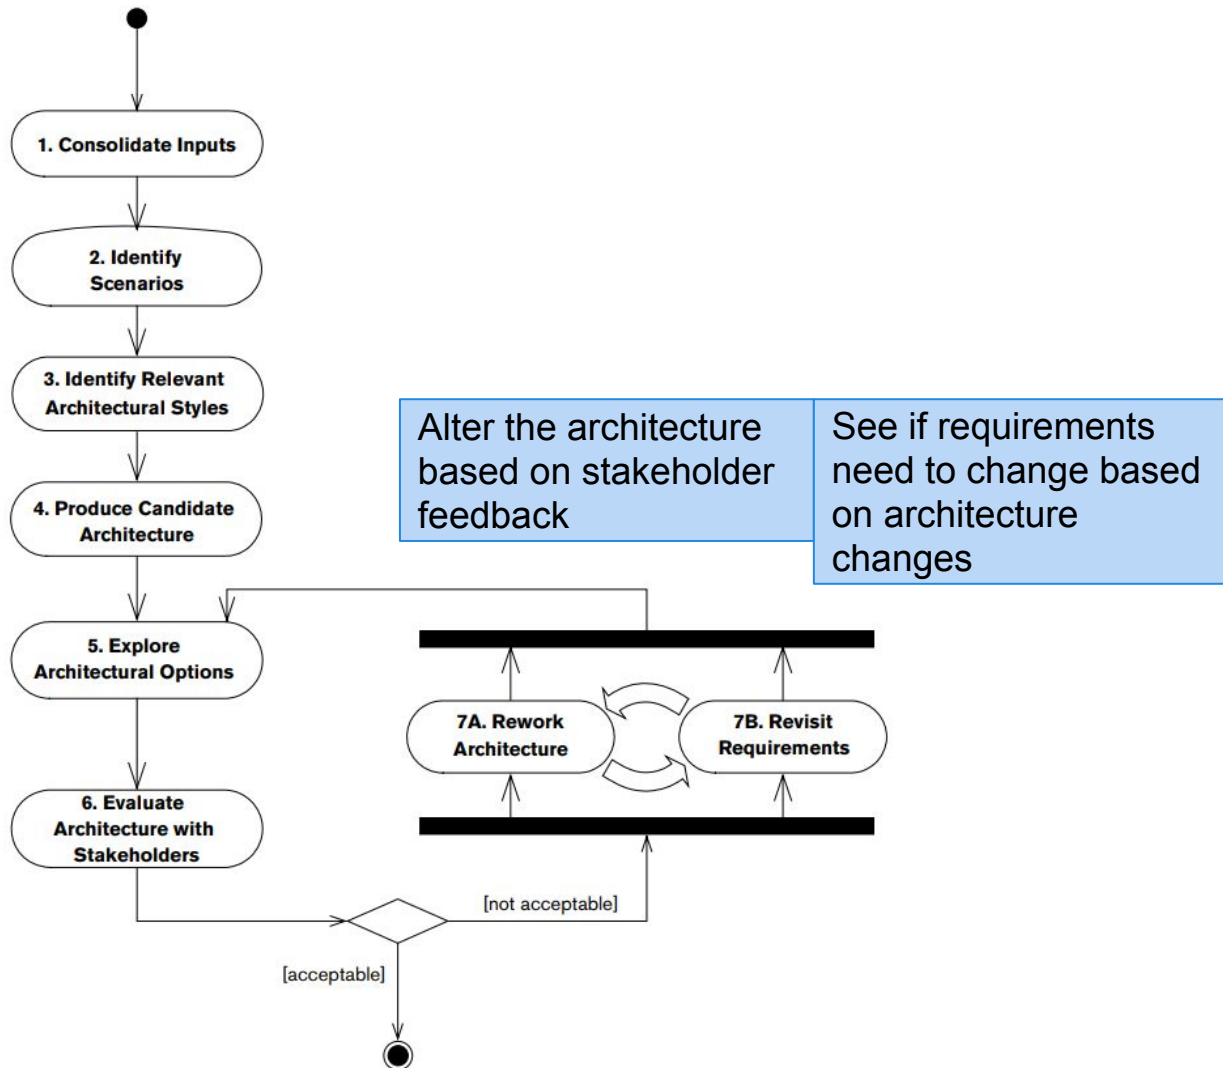 1. Consolidate Inputs
2. Identify
Scenarios
3. Identify Relevant
Architectural Styles
Alter the architecture
based on stakeholder
feedback
See if requirements
need to change based
on architecture
changes
4. Produce Candidate
Architecture
5. Explore
Architectural Options
7A. Rework
Architecture
7B. Revisit
Requirements
6. Evaluate
Architecture with
Stakeholders
[not acceptable]
[acceptable]